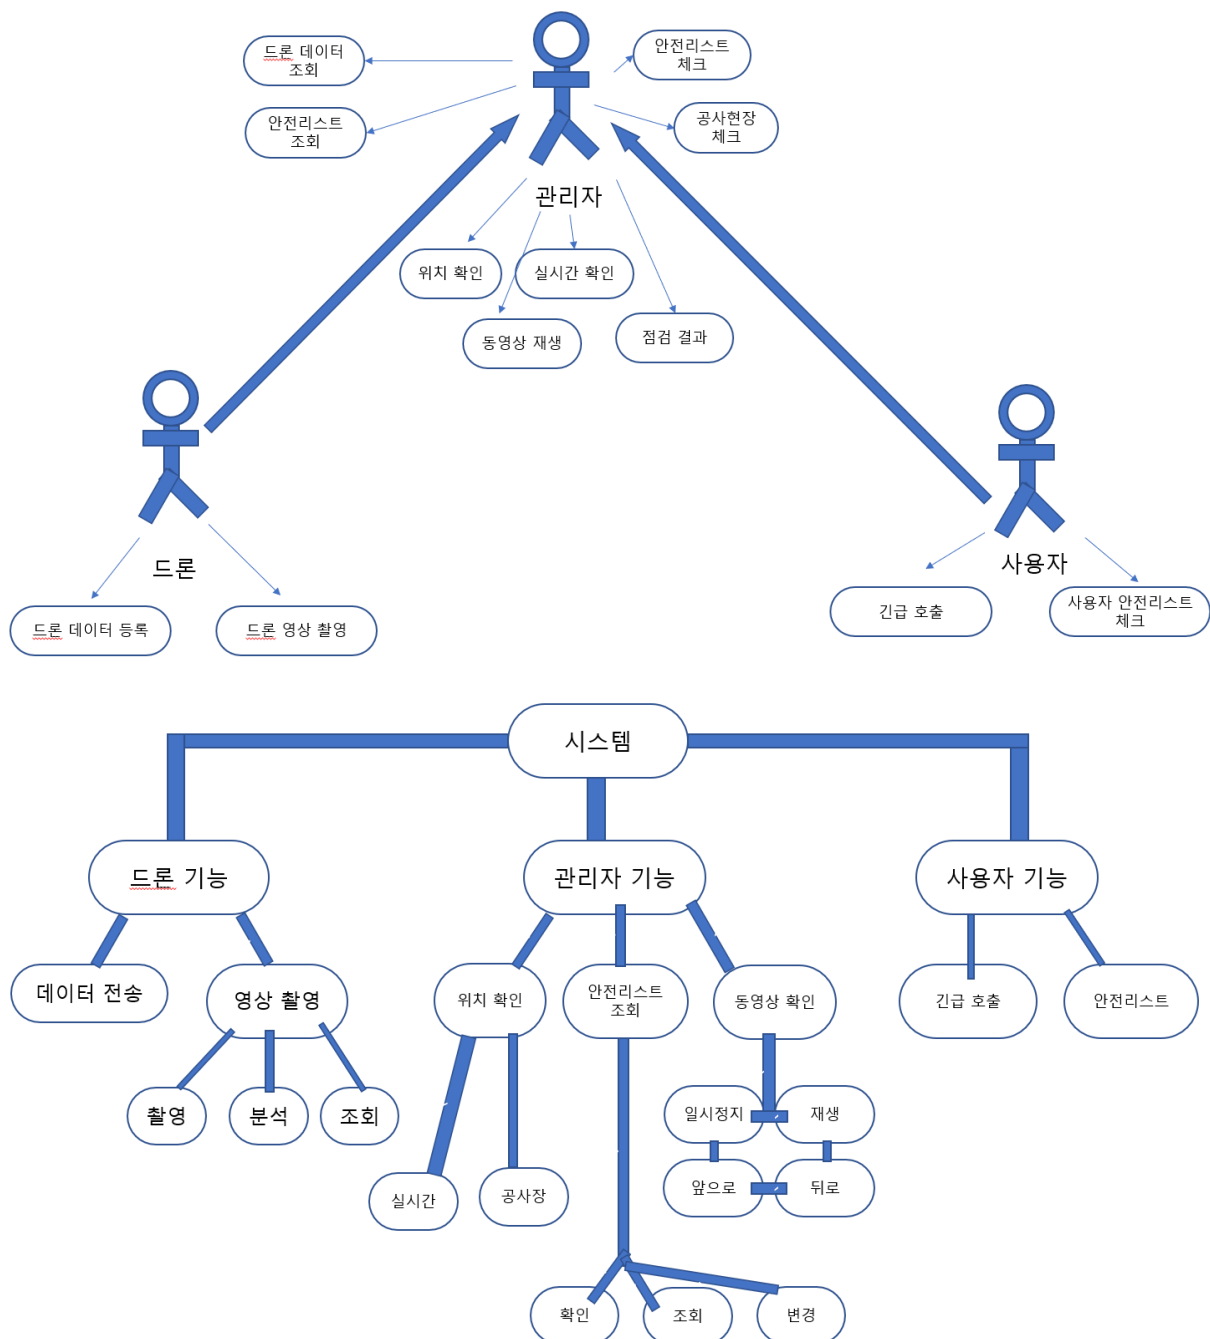 드론 데이터
조회
안전리스트
체크
안전리스트
조회
공사현장
체크
관리자
위치 확인
실시간 확인
동영상 재생
점검 결과
드론
사용자
드론 데이터 등록
드론 영상 촬영
긴급 호출
사용자 안전리스트
체크
시스템
드론 기능
관리자 기능
사용자 기능
데이터 전송
영상 촬영
위치 확인
안전리스트
조회
동영상 확인
긴급 호출
안전리스트
촬영
분석
조회
일시정지
재생
앞으로
뒤로
실시간
공사장
확인
조회
변경